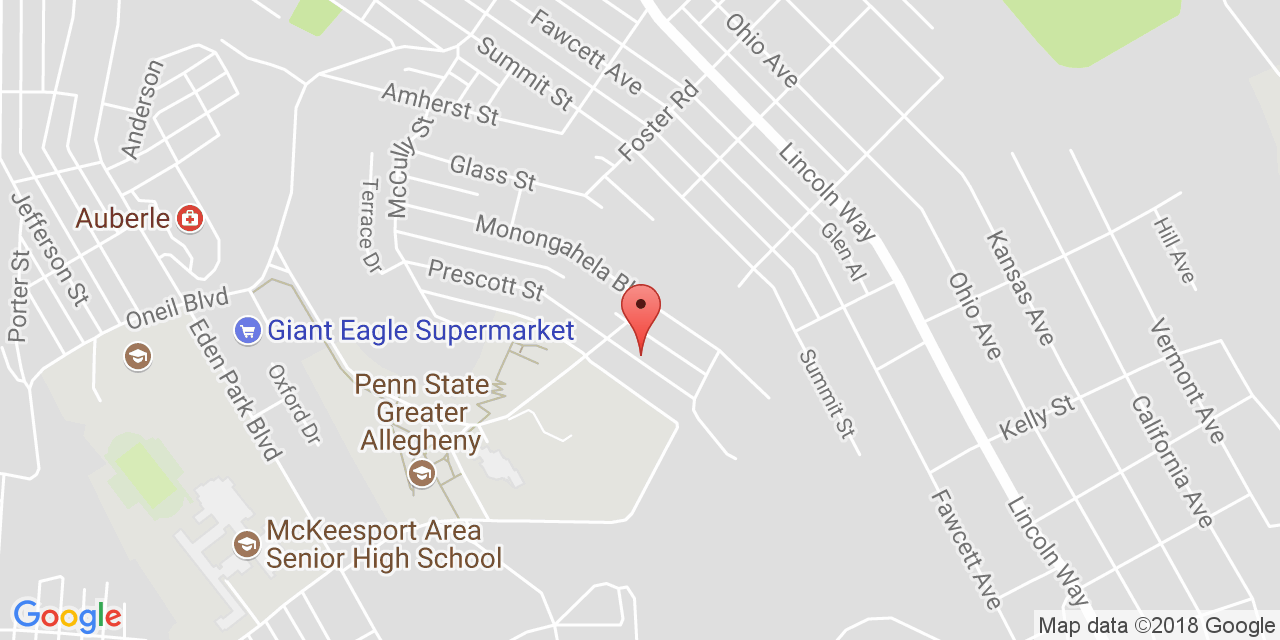 Fawcett Ave
Ohio Ave
Summit St
Anderson
Amherst St
Foster Rd
McCully St
Lincoln Way
Glass St
Terrace Dr
Jefferson St
Auberle
Monongahela
Glen Al
Hill Ave
Kansas Ave
Porter St
Prescott St
Ohio Ave
Oneil Blvd
Giant Eagle Supermarket
Eden Park Blvd
Vermont Ave
Summit St
Oxford Dr
Penn State
Greater
Allegheny
Kelly St
California Ave
Fawcett Ave
Lincoln Way
McKeesport Area
Senior High School
Google
Map data ©2018 Google